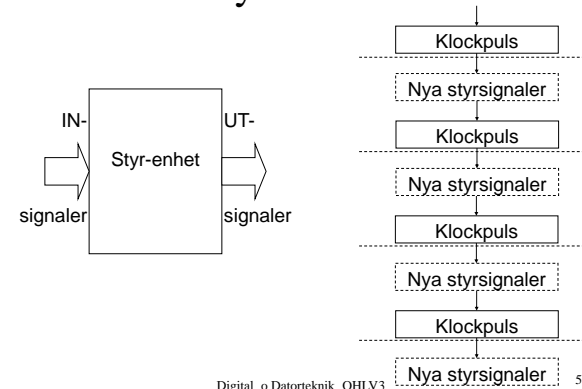 IN-
signaler
Styr-enhet
UT-
signaler
Klockpuls
Nya styrsignaler
Klockpuls
Nya styrsignaler
Klockpuls
Nya styrsignaler
Klockpuls
Nya styrsignaler
Digital o Datorteknik OHLV3
5